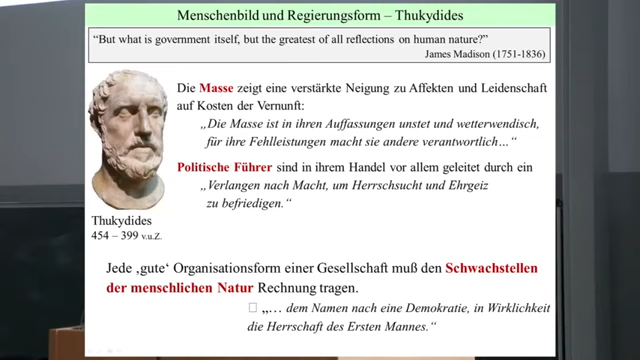 Menschenbild und Regierungsform – Thukydides
“But what is government itself, but the greatest of all reflections on human nature?”
James Madison (1751-1836)
Die Masse zeigt eine verstärkte Neigung zu Affekten und Leidenschaft
auf Kosten der Vernunft:
„Die Masse ist in ihren Auffassungen unstet und wetterwendisch,
für ihre Fehlleistungen macht sie andere verantwortlich…“
Politische Führer sind in ihrem Handel vor allem geleitet durch ein
„Verlangen nach Macht, um Herrschsucht und Ehrgeiz
zu befriedigen.“
Thukydides
454 – 399 v.u.Z.
Jede ‚gute‘ Organisationsform einer Gesellschaft muß den Schwachstellen
der menschlichen Natur Rechnung tragen.
„… dem Namen nach eine Demokratie, in Wirklichkeit
die Herrschaft des Ersten Mannes.“